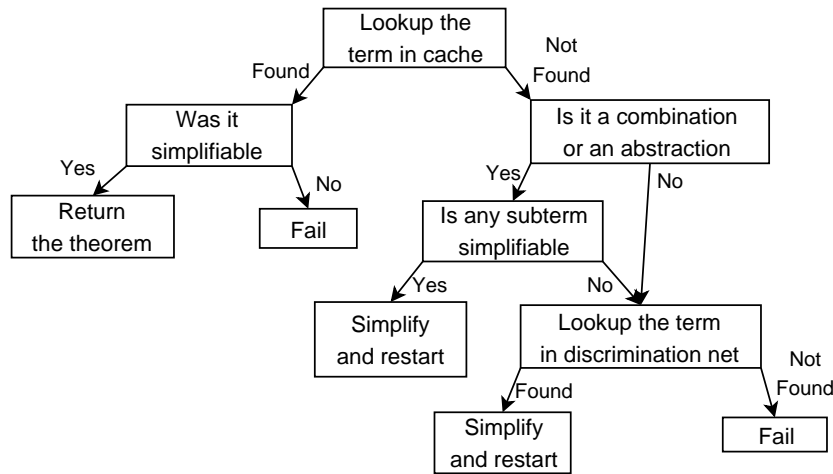 Lookup the
term in cache
Found
Not
Found
Was it
simplifiable
Is it a combination
or an abstraction
Yes
No
Yes
No
Return
the theorem
Fail
Is any subterm
simplifiable
Yes
No
Simplify
and restart
Lookup the term
in discrimination net
Found
Not
Found
Simplify
and restart
Fail